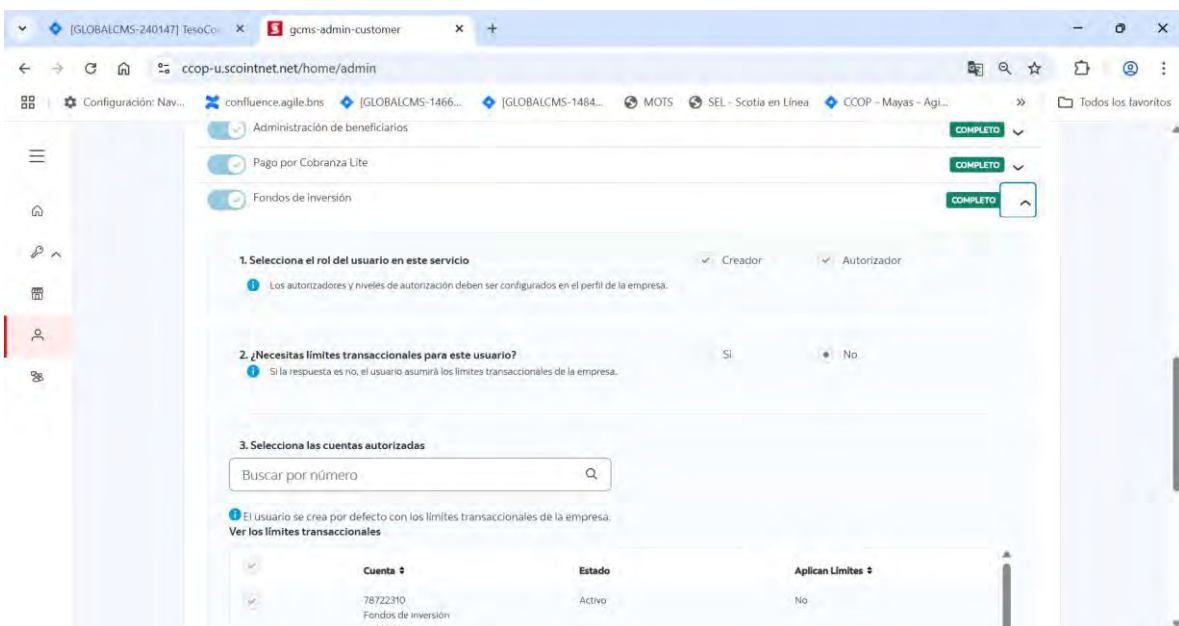 [GLOBALCMS-240147] TesoCo
gcms-admin-customer
ccop-u.scointnet.net/home/admin
Configuración: Nav...
confluence.agile.bns
[GLOBALCMS-1466...
[GLOBALCMS-1484...
MOTS
SEL - Scotia en Línea
CCOP - Mayas - Agi...
»
Todos los favoritos
Administración de beneficiarios
COMPLETO
Pago por Cobranza Lite
COMPLETO
Fondos de inversión
COMPLETO
1. Selecciona el rol del usuario en este servicio
Creador
Autorizador
Los autorizadores y niveles de autorización deben ser configurados en el perfil de la empresa.
2. ¿Necesitas límites transaccionales para este usuario?
Sí
No
Si la respuesta es no, el usuario asumirá los límites transaccionales de la empresa.
3. Selecciona las cuentas autorizadas
Buscar por número
El usuario se crea por defecto con los límites transaccionales de la empresa.
Ver los límites transaccionales
Cuenta
Estado
Aplican Límites
78722310
Activo
No
Fondos de inversión